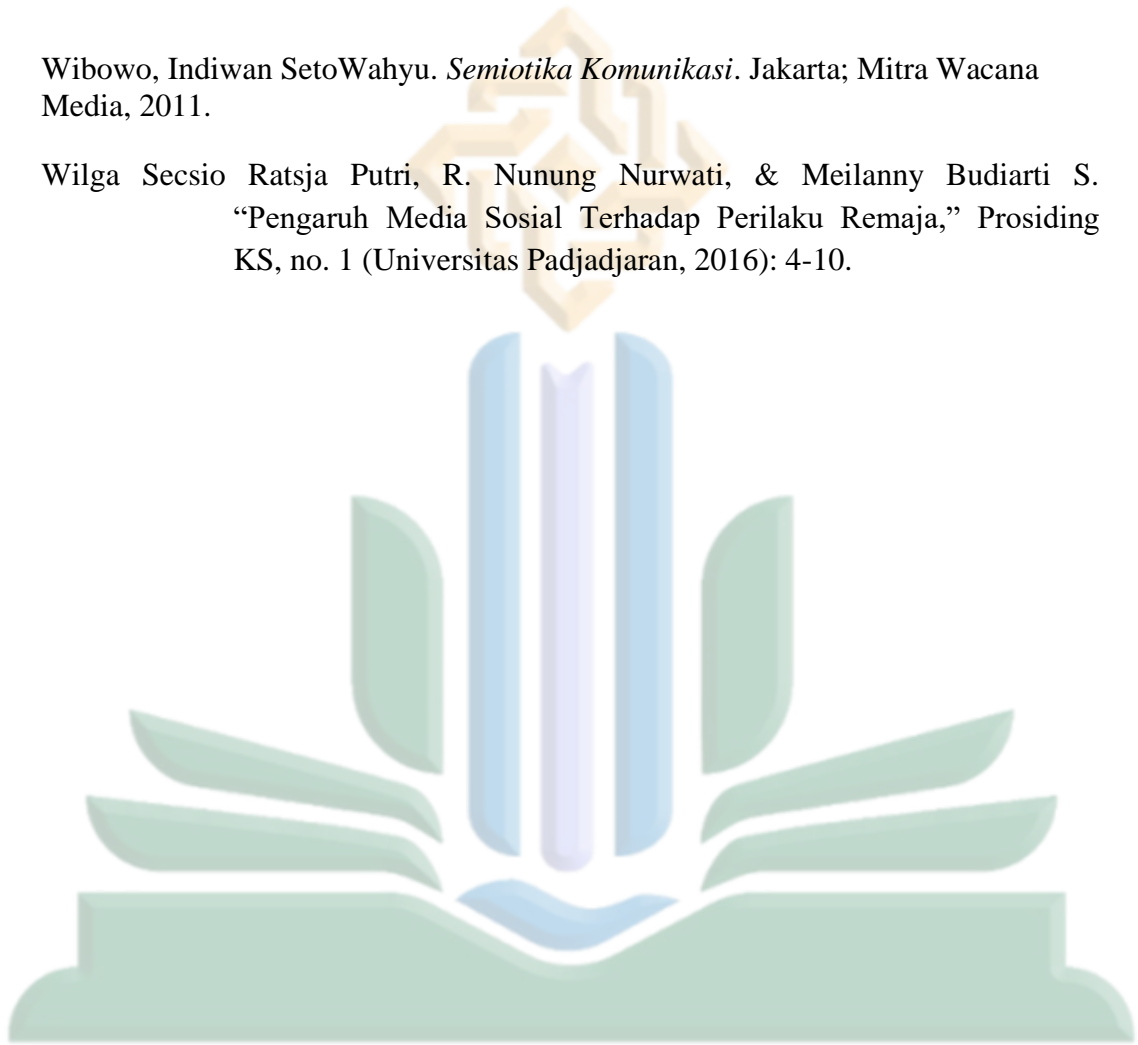 Wibowo, Indiwan SetoWahyu. Semiotika Komunikasi. Jakarta; Mitra Wacana
Media, 2011.
Wilga Secsio Ratsja Putri, R. Nunung Nurwati, & Meilanny Budiarti S.
“Pengaruh Media Sosial Terhadap Perilaku Remaja,” Prosiding
KS, no. 1 (Universitas Padjadjaran, 2016): 4-10.